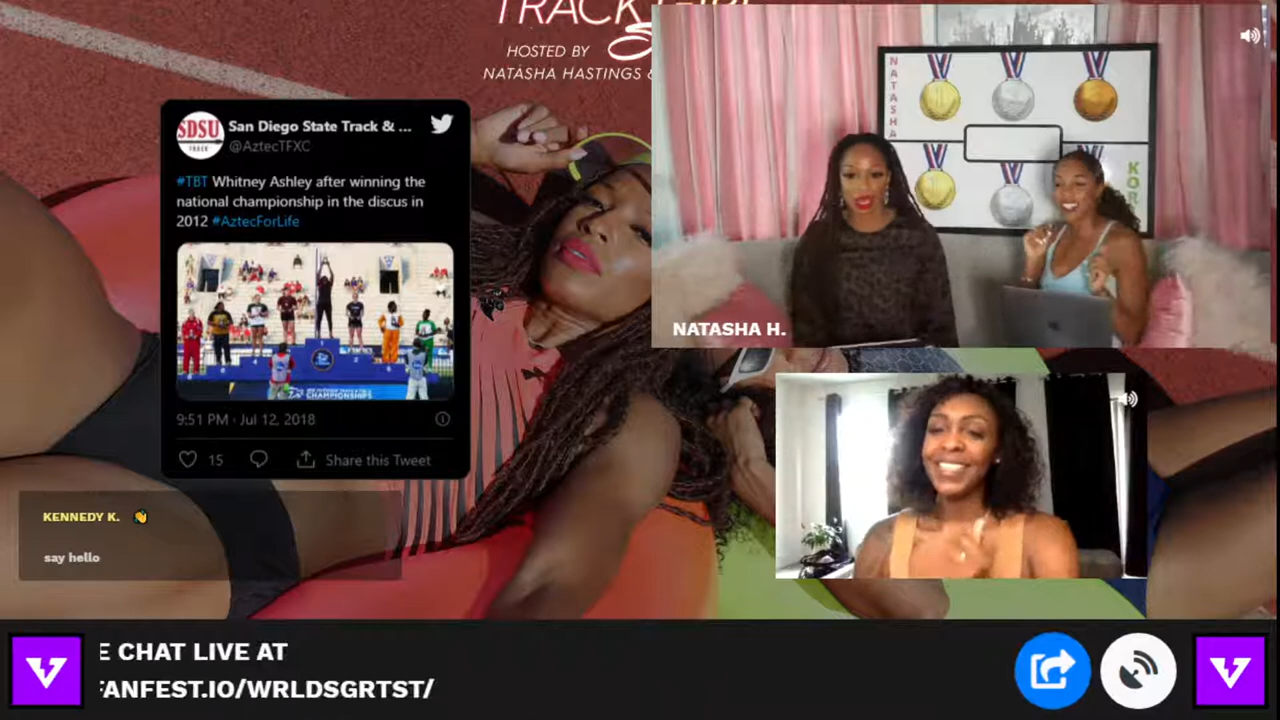 HOSTED BY
NATASHA HASTINGS &
SDSU
TRACK
San Diego State Track & ...
@AztecTFXC
#TBT Whitney Ashley after winning the
national championship in the discus in
2012 #AztecForLife
CHAMPIONSHIPS
9:51 PM · Jul 12, 2018
15
Share this Tweet
NATASHA
KOR
NATASHA H.
KENNEDY K.
say hello
E CHAT LIVE AT
FANFEST.IO/WRLDSGRTST/